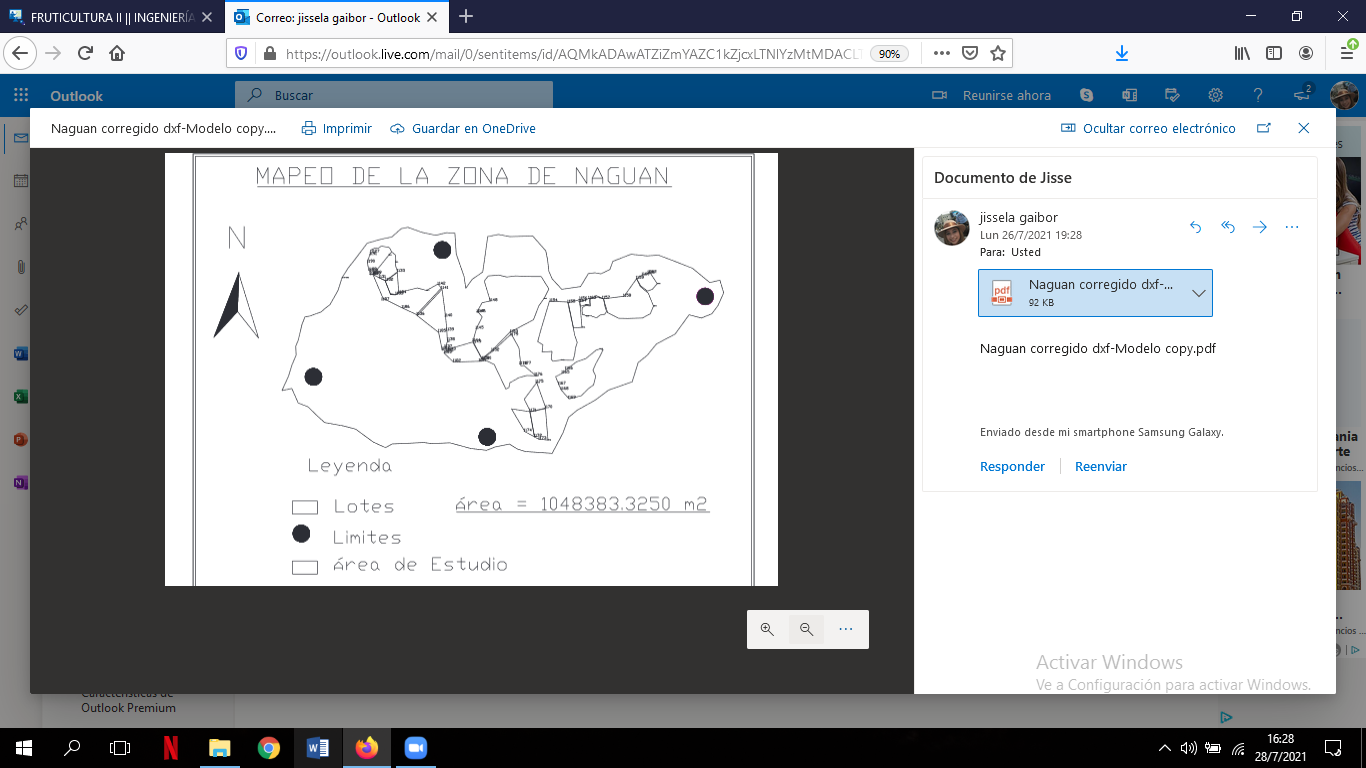 FRUTICULTURA II || INGENIERÍA
Correo: jissela gaibor - Outlook
https://outlook.live.com/mail/0/sentitems/id/AQMkADAwATZiZmYAZC1kZjcxLTNlYzMtMDACLT
90%
Outlook
Buscar
Reunirse ahora
2
Naguan corregido dxf-Modelo copy....
Imprimir
Guardar en OneDrive
Ocultar correo electrónico
MAPEO DE LA ZONA DE NAGUAN
N
Leyenda
Lotes
Área = 1048383.3250 m2
Limites
Área de Estudio
Documento de Jisse
jissela gaibor
Lun 26/7/2021 19:28
Para: Usted
pdf
Naguan corregido dxf-...
92 KB
Naguan corregido dxf-Modelo copy.pdf
Enviado desde mi smartphone Samsung Galaxy.
Responder
Reenviar
Activar Windows
Ve a Configuración para activar Windows.
Características de
Outlook Premium
16:28
28/7/2021